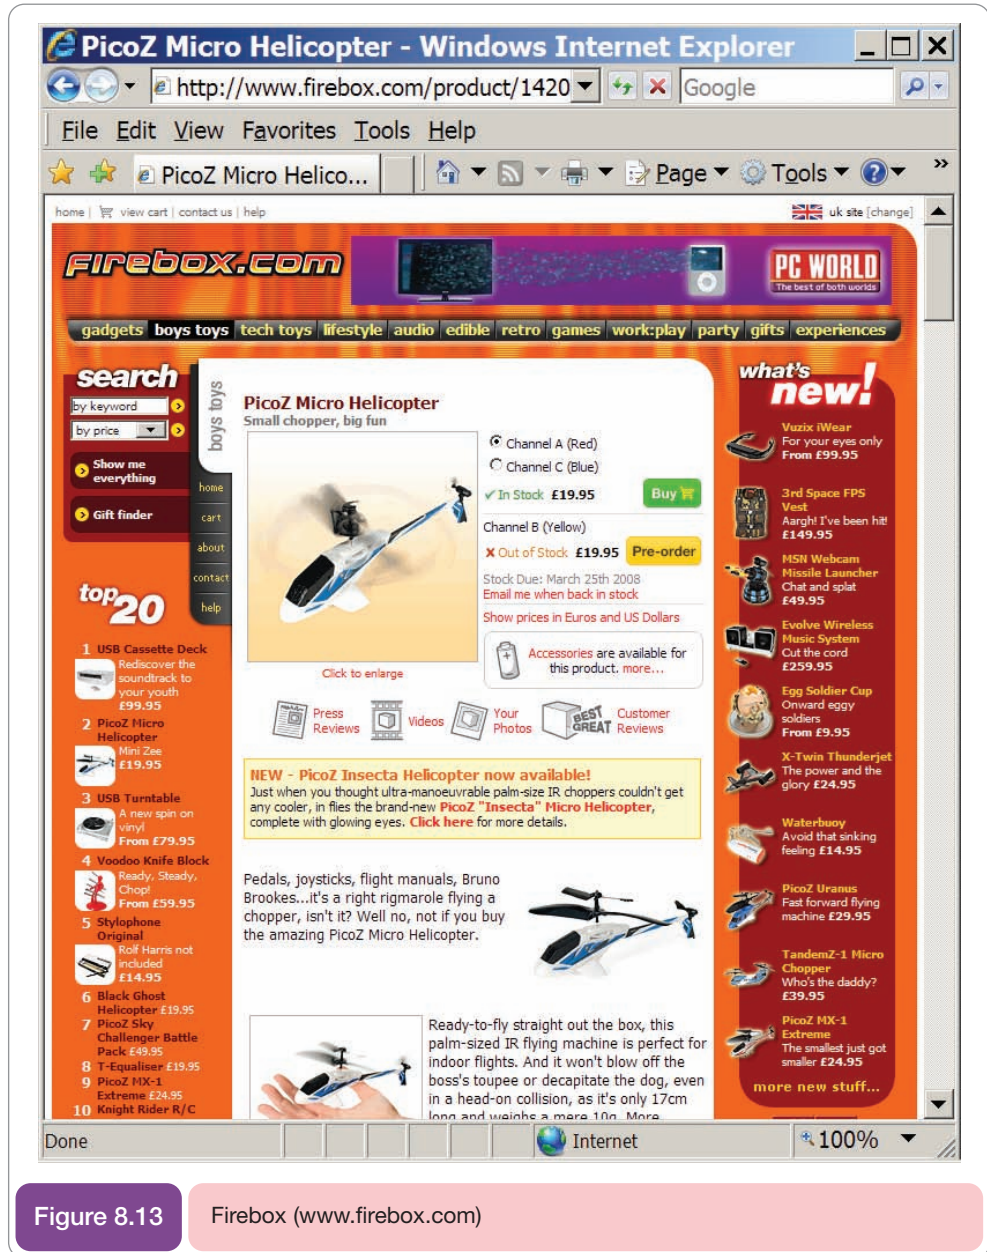 PicoZ Micro Helicopter - Windows Internet Explorer
http://www.firebox.com/product/1420
Google
File Edit View Favorites Tools Help
PicoZ Micro Helico...
Page
Tools
»
home | view cart | contact us | help
uk site [change]
firebox.com
PC WORLD
The best of both worlds
gadgets boys toys tech toys lifestyle audio edible retro games work:play party gifts experiences
search
by keyword
by price
Show me
everything
Gift finder
top
20
1 USB Cassette Deck
Rediscover the
soundtrack to
your youth
£99.95
2 PicoZ Micro
Helicopter
Mini Zee
£19.95
3 USB Turntable
A new spin on
vinyl
From £79.95
4 Voodoo Knife Block
Ready, Steady,
Chop!
From £59.95
5 Stylophone
Original
Rolf Harris not
included
£14.95
6 Black Ghost
Helicopter £19.95
7 PicoZ Sky
Challenger Battle
Pack £49.95
8 T-Equaliser £19.95
9 PicoZ MX-1
Extreme £24.95
10 Knight Rider R/C
boys toys
home
cart
about
contact
help
PicoZ Micro Helicopter
Small chopper, big fun
Click to enlarge
Channel A (Red)
Channel C (Blue)
In Stock £19.95
Buy
Channel B (Yellow)
Out of Stock £19.95
Pre-order
Stock Due: March 25th 2008
Email me when back in stock
Show prices in Euros and US Dollars
Accessories are available for
this product. more...
Press
Reviews
Videos
Your
Photos
BEST
GREAT
Customer
Reviews
NEW - PicoZ Insecta Helicopter now available!
Just when you thought ultra-manoeuvrable palm-size IR choppers couldn't get
any cooler, in flies the brand-new PicoZ "Insecta" Micro Helicopter,
complete with glowing eyes. Click here for more details.
Pedals, joysticks, flight manuals, Bruno
Brookes...it's a right rigmarole flying a
chopper, isn't it? Well no, not if you buy
the amazing PicoZ Micro Helicopter.
Ready-to-fly straight out the box, this
palm-sized IR flying machine is perfect for
indoor flights. And it won't blow off the
boss's toupee or decapitate the dog, even
in a head-on collision, as it's only 17cm
long and weighs a mere 10g. More
what's
new!
Vuzix iWear
For your eyes only
From £99.95
3rd Space FPS
Vest
Aargh! I've been hit!
£149.95
MSN Webcam
Missile Launcher
Chat and splat
£49.95
Evolve Wireless
Music System
Cut the cord
£259.95
Egg Soldier Cup
Onward eggy
soldiers
From £9.95
X-Twin Thunderjet
The power and the
glory £24.95
Waterbuoy
Avoid that sinking
feeling £14.95
PicoZ Uranus
Fast forward flying
machine £29.95
TandemZ-1 Micro
Chopper
Who's the daddy?
£39.95
PicoZ MX-1
Extreme
The smallest just got
smaller £24.95
more new stuff...
Done
Internet
100%
Figure 8.13
Firebox (www.firebox.com)